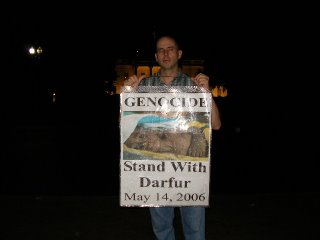 GENOCIDE
Stand With
Darfur
May 14, 2006